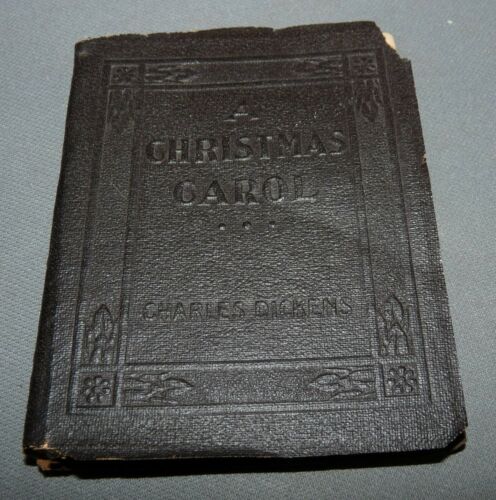 A
CHRISTMAS
CAROL
...
CHARLES DICKENS